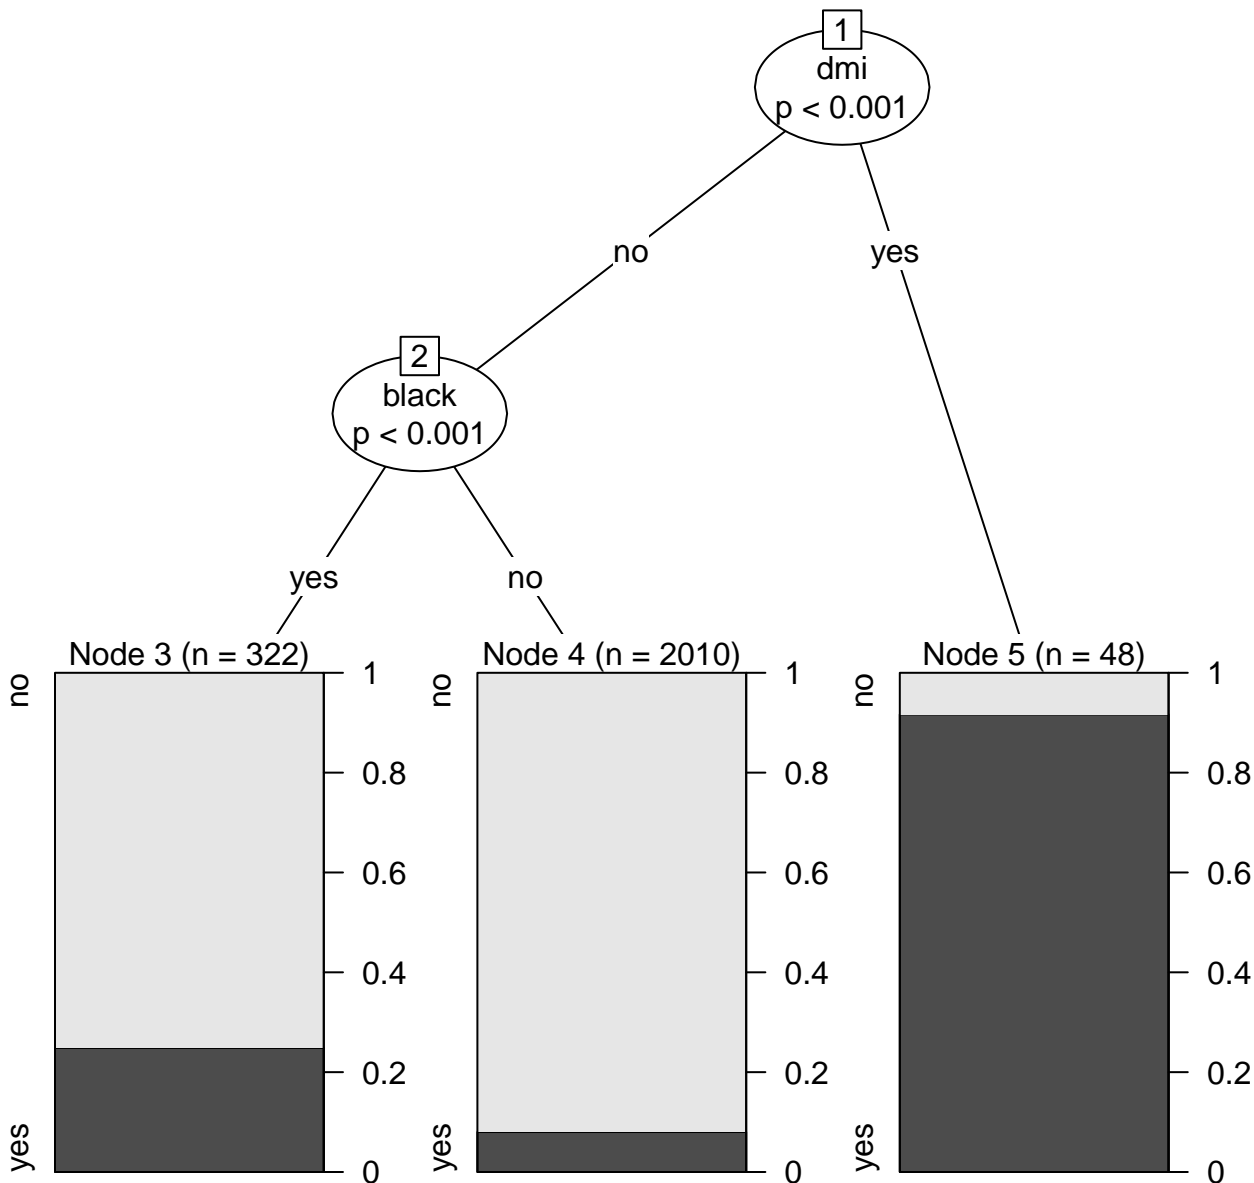 1
dmi
p < 0.001
no
yes
2
black
p < 0.001
yes
no
Node 3 (n = 322)
no
yes
1
0.8
0.6
0.4
0.2
0
Node 4 (n = 2010)
no
yes
1
0.8
0.6
0.4
0.2
0
Node 5 (n = 48)
no
yes
1
0.8
0.6
0.4
0.2
0